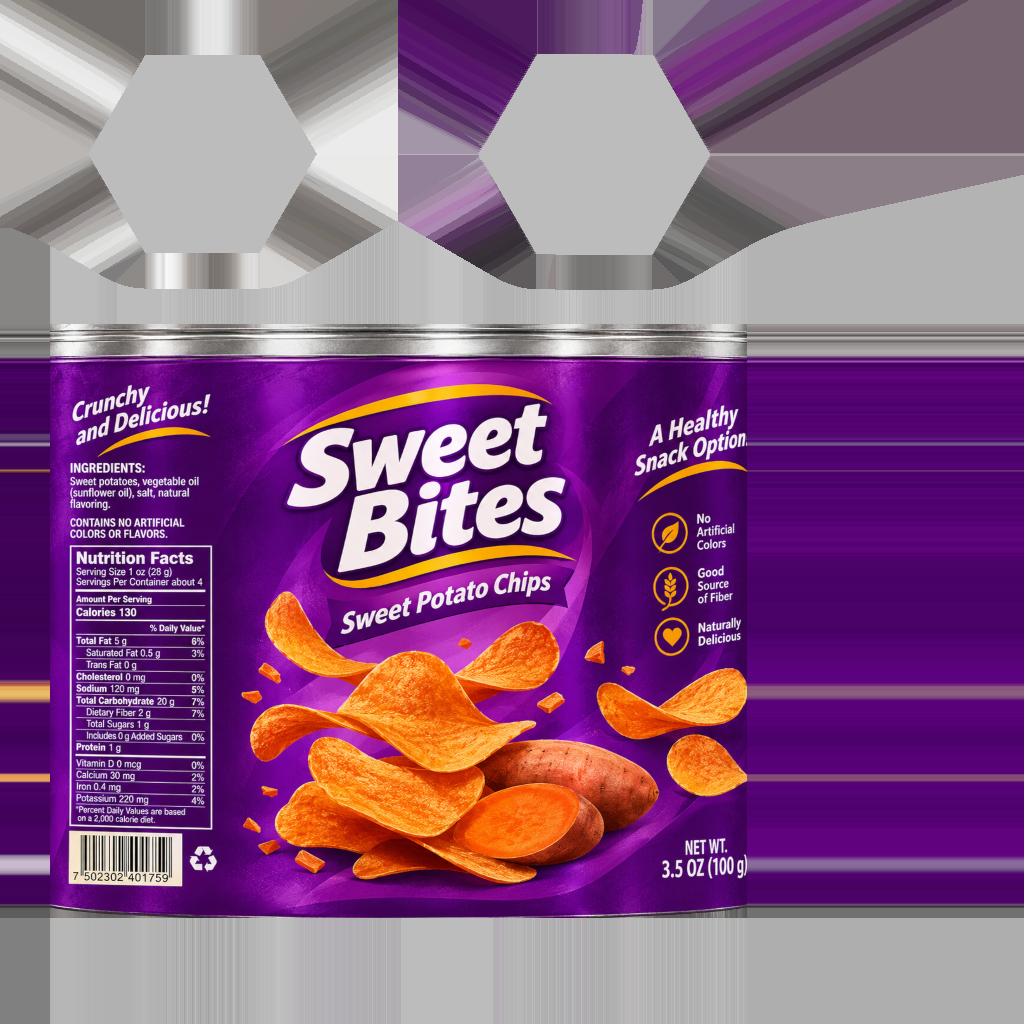 Crunchy
and Delicious!
INGREDIENTS:
Sweet potatoes, vegetable oil
(sunflower oil), salt, natural
flavoring.
CONTAINS NO ARTIFICIAL
COLORS OR FLAVORS.
Nutrition Facts
Serving Size 1 oz (28 g)
Servings Per Container about 4
Amount Per Serving
Calories 130
% Daily Value*
Total Fat 5 g 6%
Saturated Fat 0.5 g 3%
Trans Fat 0 g
Cholesterol 0 mg 0%
Sodium 120 mg 5%
Total Carbohydrate 20 g 7%
Dietary Fiber 2 g 7%
Total Sugars 1 g
Includes 0 g Added Sugars 0%
Protein 1 g
Vitamin D 0 mcg 0%
Calcium 30 mg 2%
Iron 0.4 mg 2%
Potassium 220 mg 4%
*Percent Daily Values are based
on a 2,000 calorie diet.
7 502302 401759
Sweet
Bites
Sweet Potato Chips
A Healthy
Snack Option
No
Artificial
Colors
Good
Source
of Fiber
Naturally
Delicious
NET WT.
3.5 OZ (100 g)